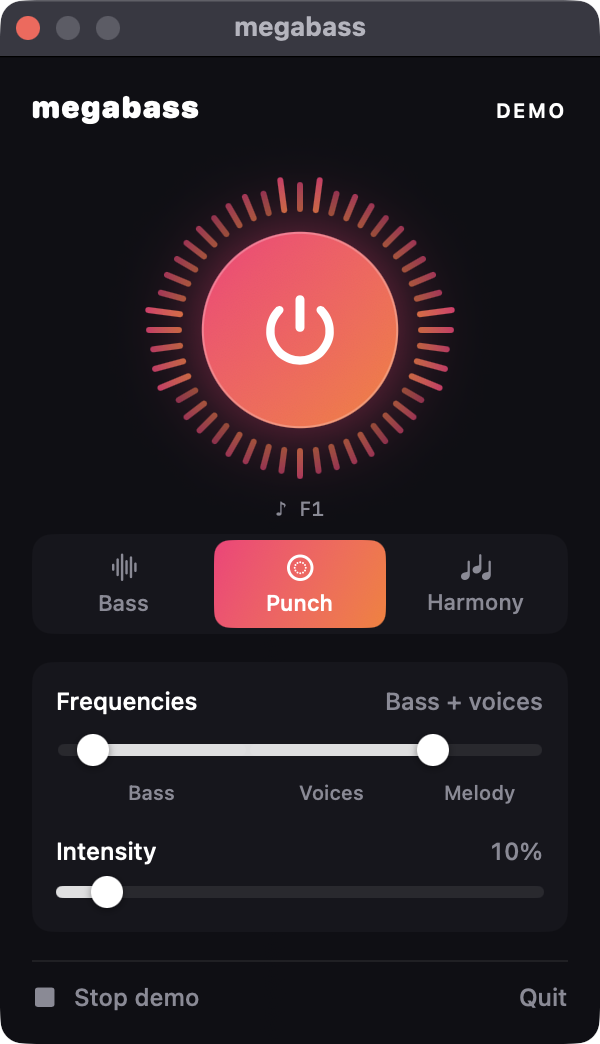 megabass
megabass
DEMO
♪ F1
Bass
Punch
Harmony
Frequencies
Bass + voices
Bass
Voices
Melody
Intensity
10%
Stop demo
Quit